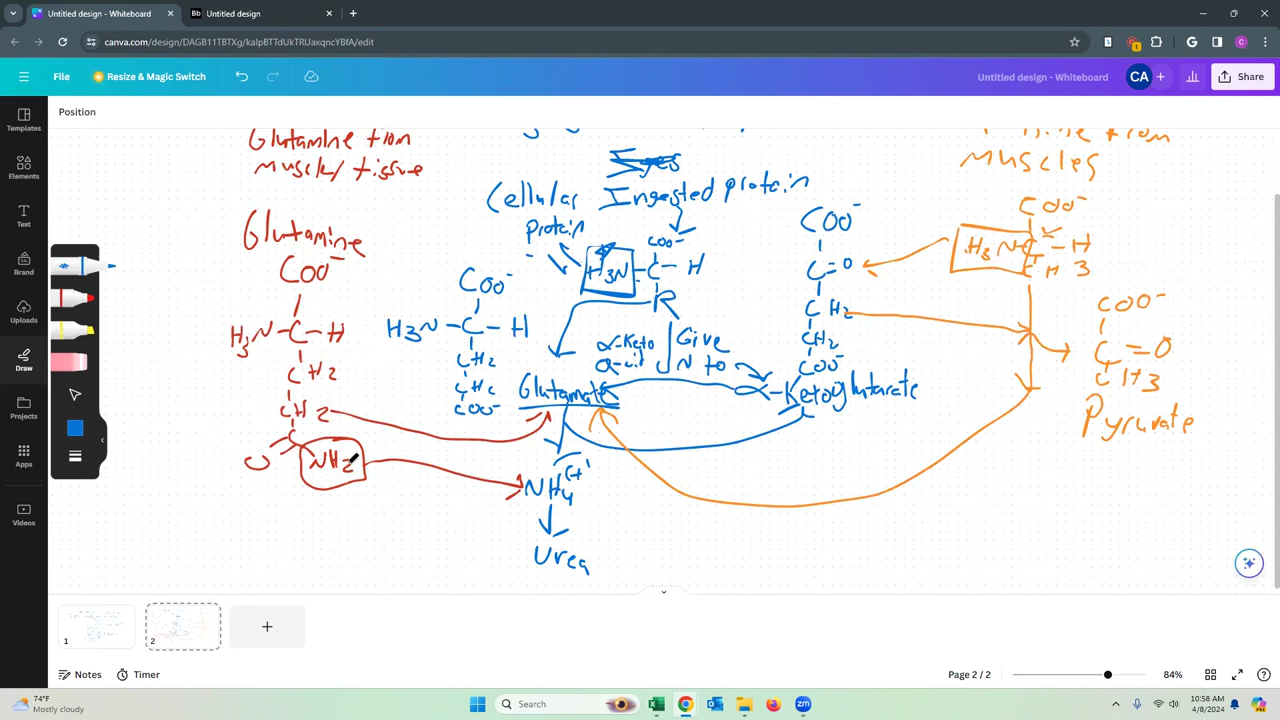 Untitled design - Whiteboard
Untitled design
canva.com/design/DAGB11TBTXg/kaIpBTTdUkTRUaxqncYBfA/edit
File
Resize & Magic Switch
Untitled design - Whiteboard
CA
Share
Position
Templates
Elements
Text
Brand
Uploads
Draw
Projects
Apps
Videos
Glutamine from
muscle/tissue
Glutamine
COO-
H3N-C-H
CH2
CH2
C
O
NH2
Cellular
protein
Ingested protein
COO-
H3N-C-H
R
COO-
H3N-C-H
CH2
CH2
COO-
α-Keto
acid
Give
N to
Glutamate
α-Ketoglutarate
NH4(+)
Urea
COO-
C=O
CH2
CH2
COO-
from
Muscles
COO-
H3N-C-H
CH3
COO-
C=O
CH3
Pyruvate
1
2
Notes
Timer
Page 2 / 2
84%
74°F
Mostly cloudy
Search
10:58 AM
4/8/2024